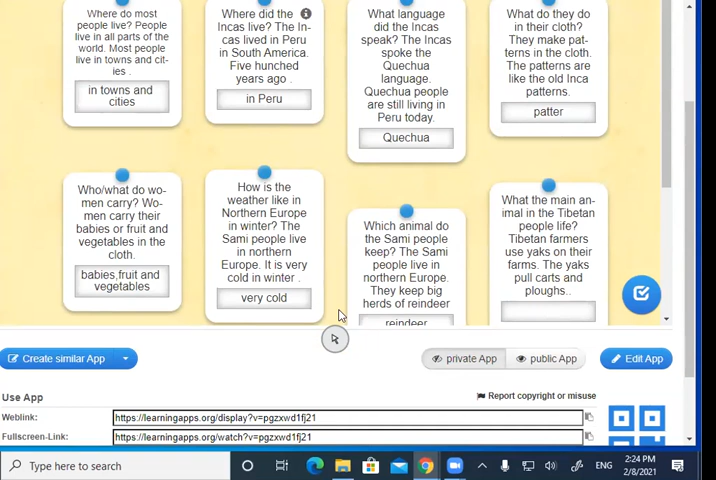 Where do most
people live? People
live in all parts of the
world. Most people
live in towns and cit-
ies .
in towns and
cities
Where did the
Incas live? The In-
cas lived in Peru
in South America.
Five hunched
years ago .
in Peru
What language
did the Incas
speak? The Incas
spoke the
Quechua
language.
Quechua people
are still living in
Peru today.
Quechua
What do they do
in their cloth?
They make pat-
terns in the cloth.
The patterns are
like the old Inca
patterns.
patter
Who/what do wo-
men carry? Wo-
men carry their
babies or fruit and
vegetables in the
cloth.
babies,fruit and
vegetables
How is the
weather like in
Northern Europe
in winter? The
Sami people live
in northern
Europe. It is very
cold in winter .
very cold
Which animal do
the Sami people
keep? The Sami
people live in
northern Europe.
They keep big
herds of reindeer
reindeer
What the main an-
imal in the Tibetan
people life?
Tibetan farmers
use yaks on their
farms. The yaks
pull carts and
ploughs..
Create similar App
private App
public App
Edit App
Use App
Report copyright or misuse
Weblink:
https://learningapps.org/display?v=pgzxwd1fj21
Fullscreen-Link:
https://learningapps.org/watch?v=pgzxwd1fj21
Type here to search
ENG
2:24 PM
2/8/2021